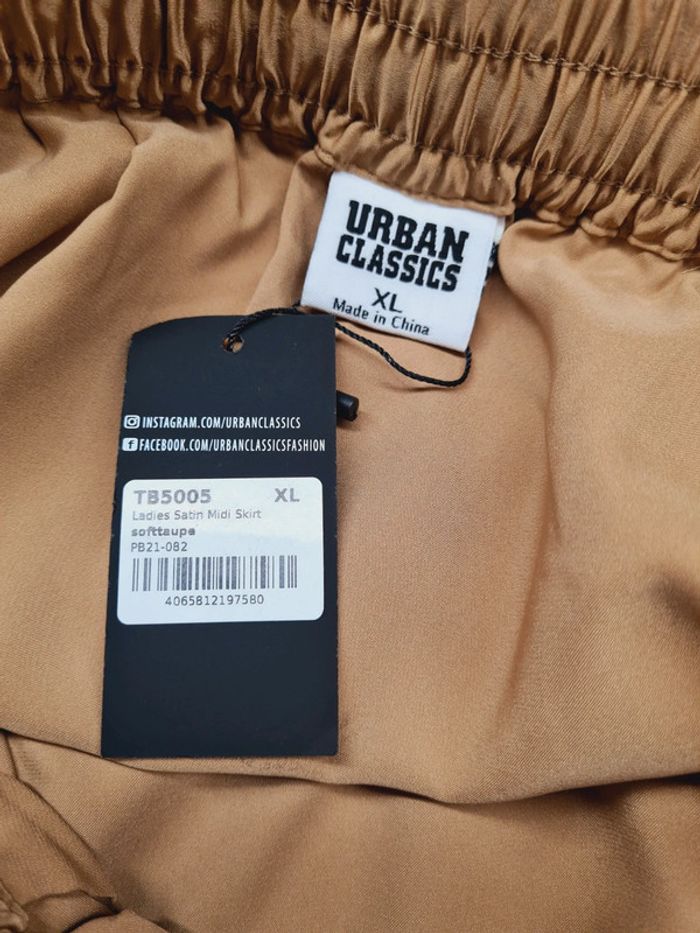 URBAN
CLASSICS
XL
Made in China
INSTAGRAM.COM/URBANCLASSICS
FACEBOOK.COM/URBANCLASSICSFASHION
TB5005 XL
Ladies Satin Midi Skirt
softtaupe
PB21-082
4065812197580